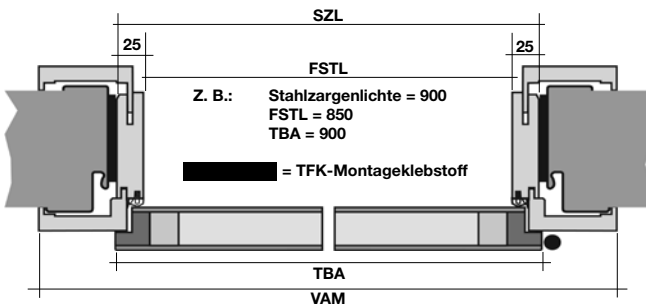 SZL
25
25
FSTL
Z. B.: Stahlzargenlichte = 900
FSTL = 850
TBA = 900
= TFK-Montageklebstoff
TBA
VAM